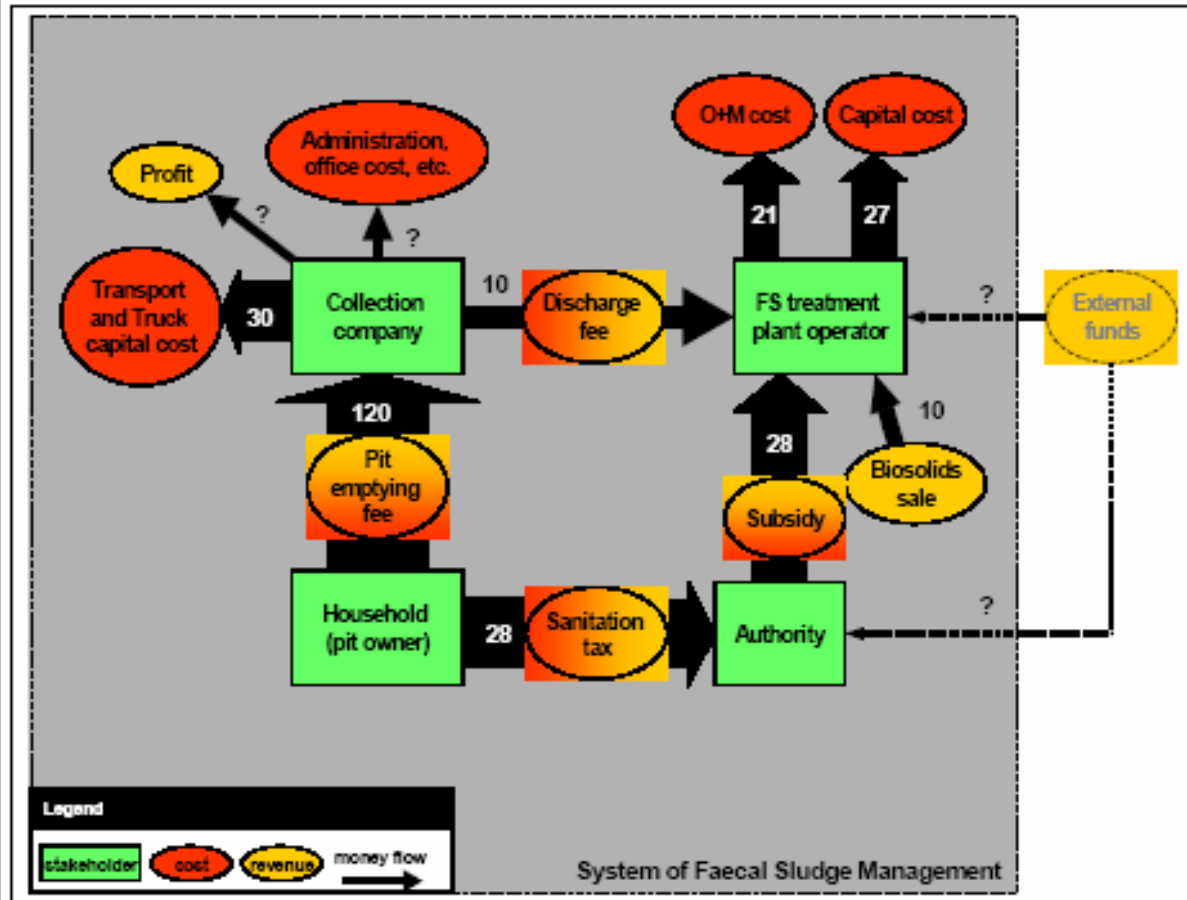 O+M cost
Capital cost
Administration,
office cost, etc.
Profit
?
?
21
27
Transport
and Truck
capital cost
30
Collection
company
10
Discharge
fee
FS treatment
plant operator
?
External
funds
120
Pit
emptying
fee
28
10
Biosolids
sale
Subsidy
Household
(pit owner)
28
Sanitation
tax
Authority
?
Legend
stakeholder
cost
revenue
money flow
System of Faecal Sludge Management